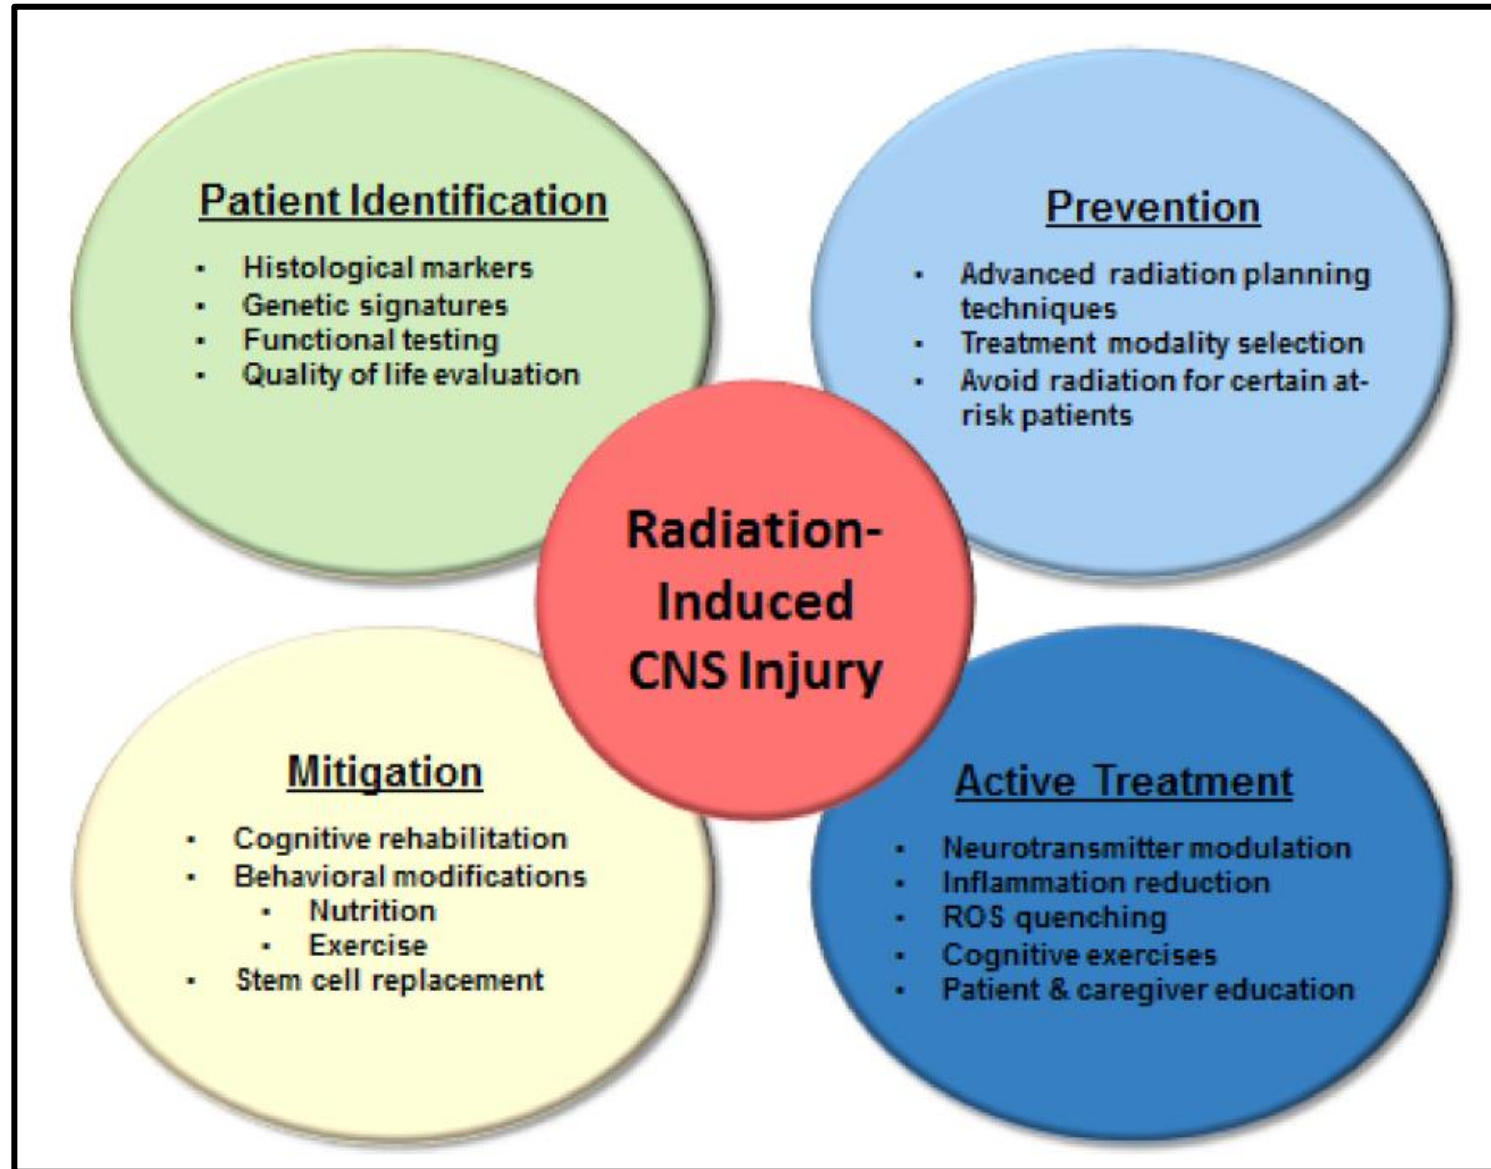 Patient Identification
• Histological markers
• Genetic signatures
• Functional testing
• Quality of life evaluation
Prevention
• Advanced radiation planning
techniques
• Treatment modality selection
• Avoid radiation for certain at-
risk patients
Radiation-
Induced
CNS Injury
Mitigation
• Cognitive rehabilitation
• Behavioral modifications
• Nutrition
• Exercise
• Stem cell replacement
Active Treatment
• Neurotransmitter modulation
• Inflammation reduction
• ROS quenching
• Cognitive exercises
• Patient & caregiver education